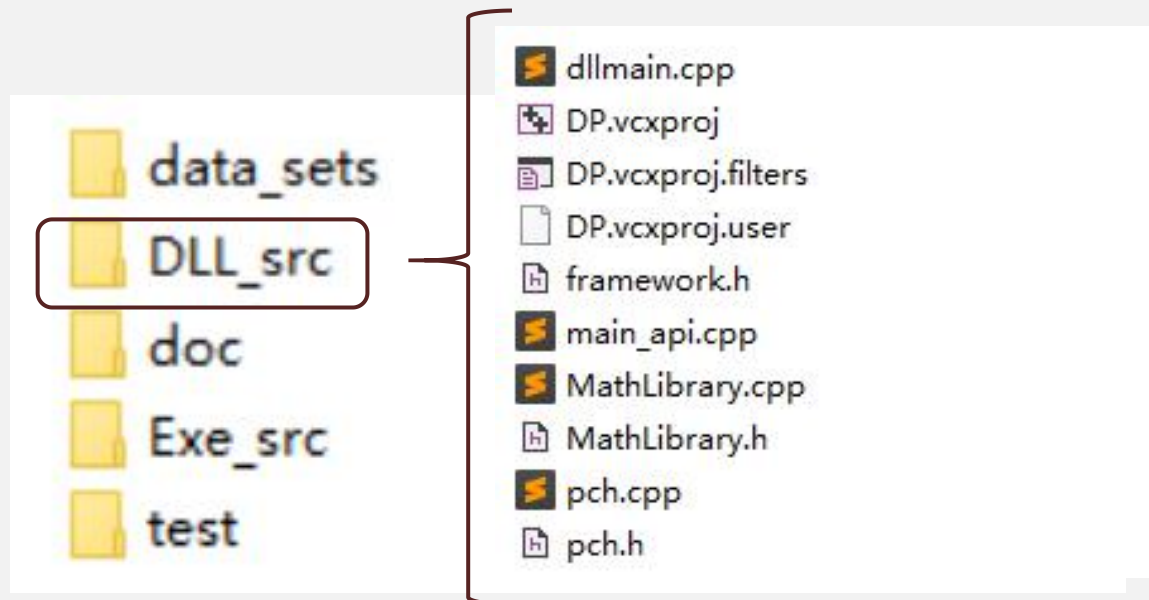 data_sets
DLL_src
doc
Exe_src
test
dllmain.cpp
DP.vcxproj
DP.vcxproj.filters
DP.vcxproj.user
framework.h
main_api.cpp
MathLibrary.cpp
MathLibrary.h
pch.cpp
pch.h